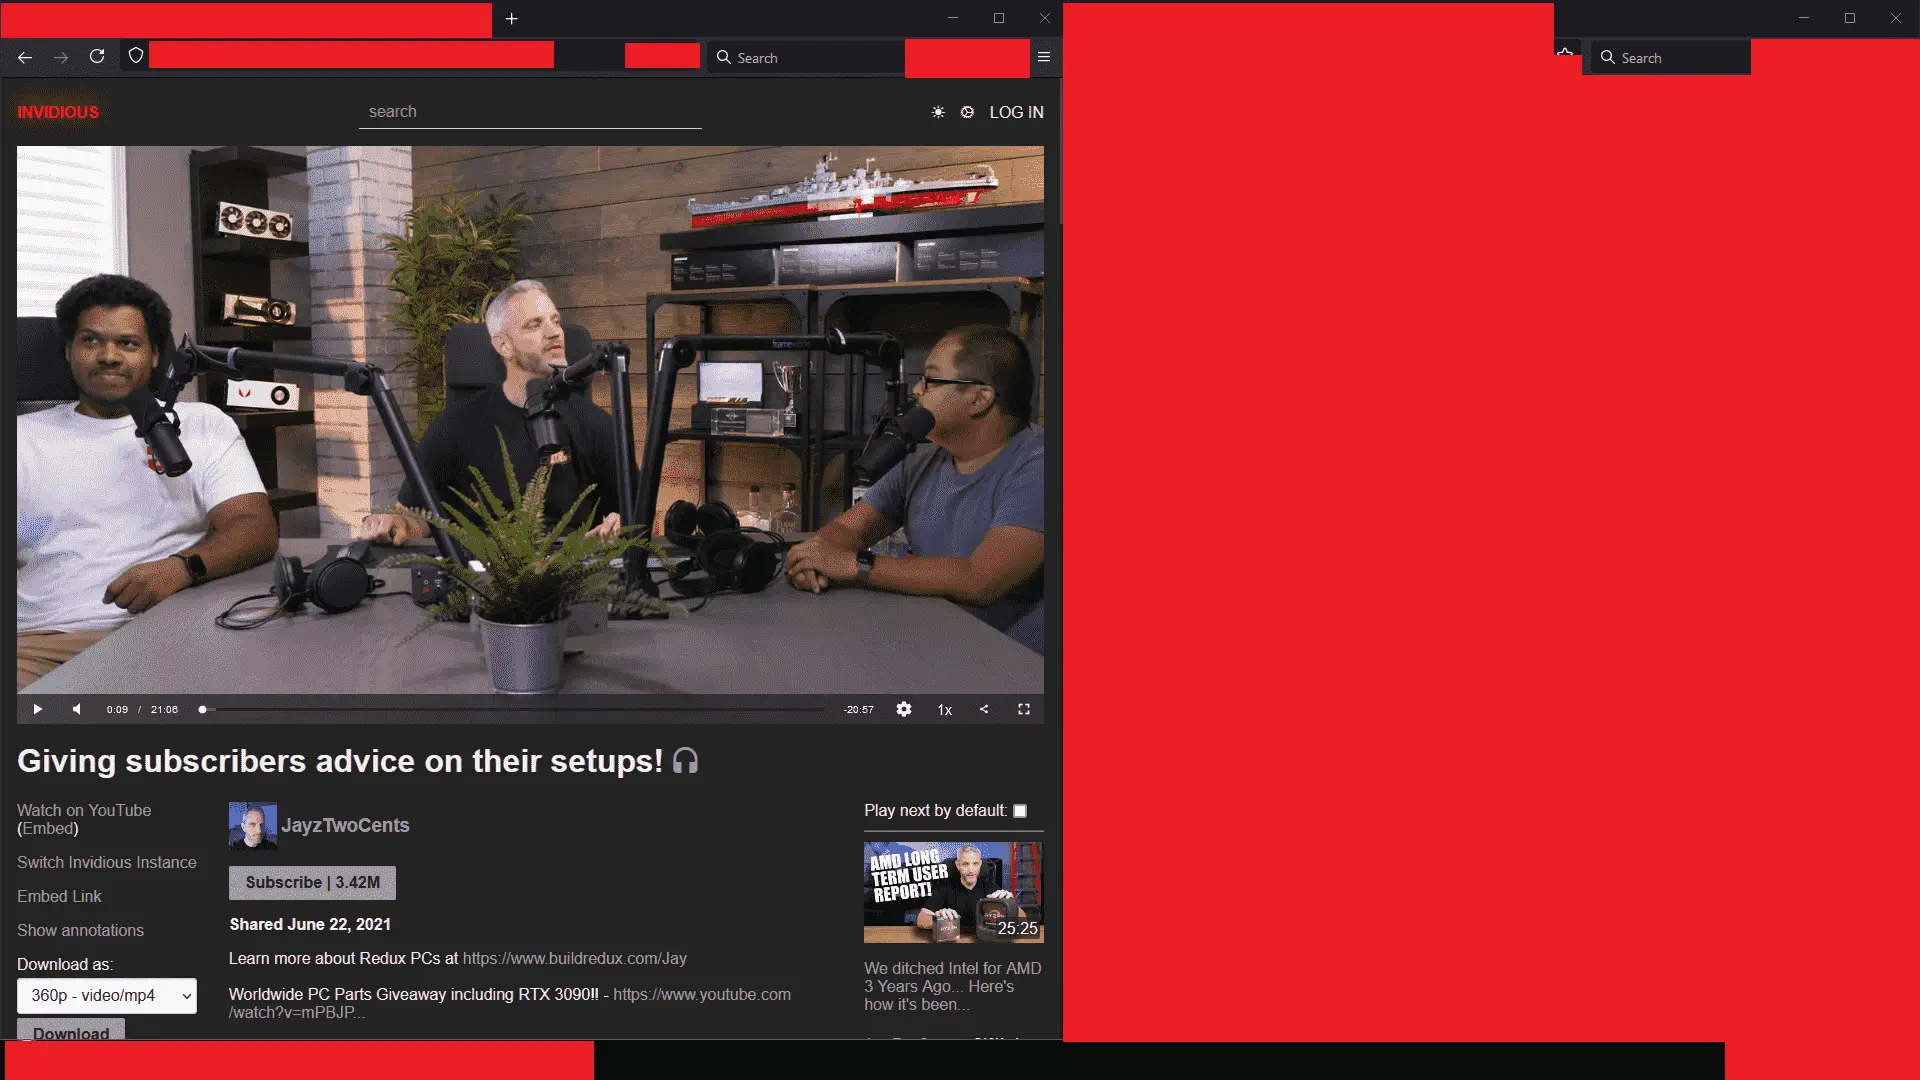 Search
Search
INVIDIOUS
search
LOG IN
framework
0:09 / 21:06
-20:57
1x
Giving subscribers advice on their setups!
Watch on YouTube
(Embed)
Switch Invidious Instance
Embed Link
Show annotations
Download as:
360p - video/mp4
Download
JayzTwoCents
Subscribe | 3.42M
Shared June 22, 2021
Learn more about Redux PCs at https://www.buildredux.com/Jay
Worldwide PC Parts Giveaway including RTX 3090!! - https://www.youtube.com
/watch?v=mPBJP...
Play next by default:
AMD LONG
TERM USER
REPORT!
RYZEN
25:25
We ditched Intel for AMD
3 Years Ago... Here's
how it's been...